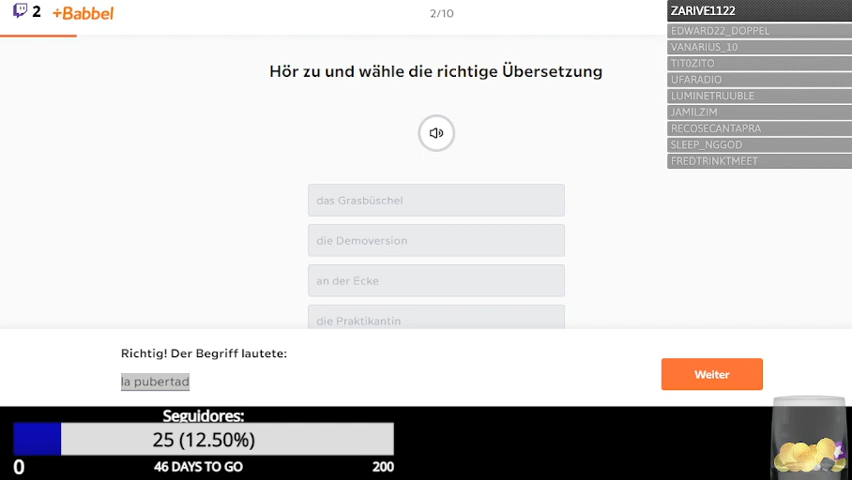 2
+Babbel
2/10
ZARIVE1122
EDWARD22_DOPPEL
VANARIUS_10
TIT0ZITO
UFARADIO
LUMINETRUUBLE
JAMILZIM
RECOSECANTAPRA
SLEEP_NGGOD
FREDTRINKTMEET
Hör zu und wähle die richtige Übersetzung
das Grasbüschel
die Demoversion
an der Ecke
die Praktikantin
Richtig! Der Begriff lautete:
la pubertad
Weiter
Seguidores:
25 (12.50%)
0
46 DAYS TO GO
200